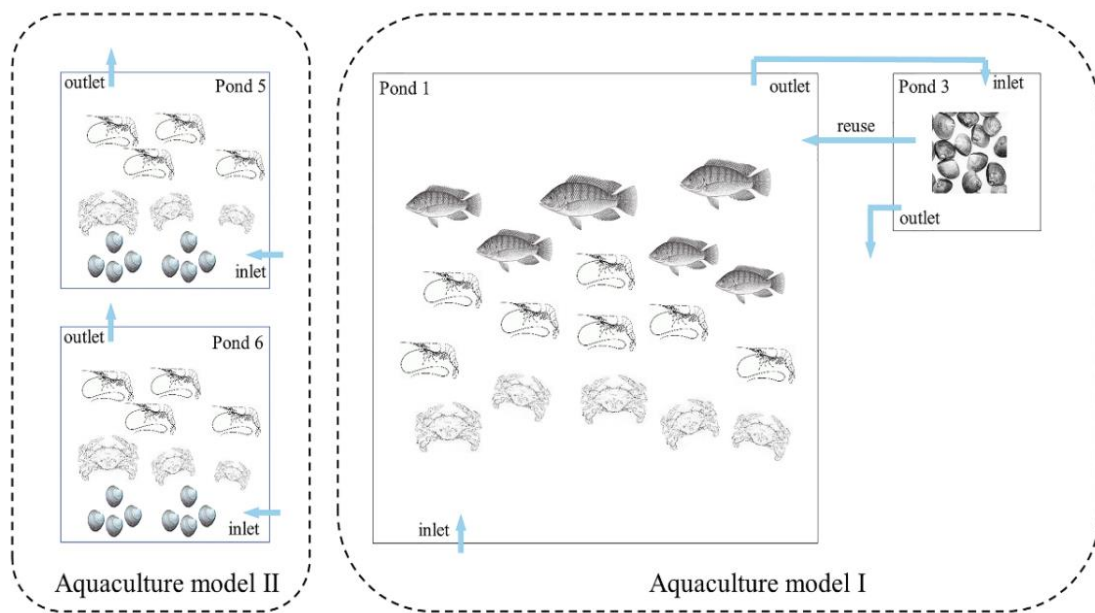 outlet
Pond 5
inlet
outlet
Pond 6
inlet
Aquaculture model II
Pond 1
outlet
Pond 3
inlet
reuse
outlet
inlet
Aquaculture model I